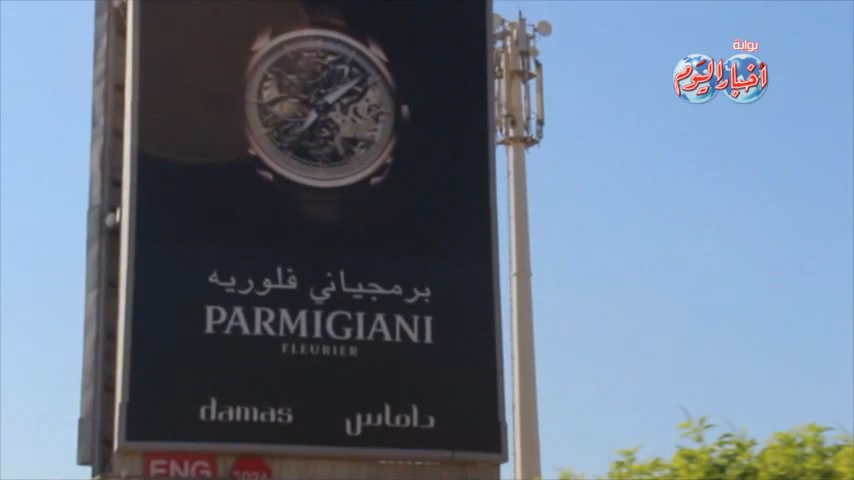 بوابة
أخبار اليوم
برمجياني فلوريه
PARMIGIANI
FLEURIER
damas داماس
ENG